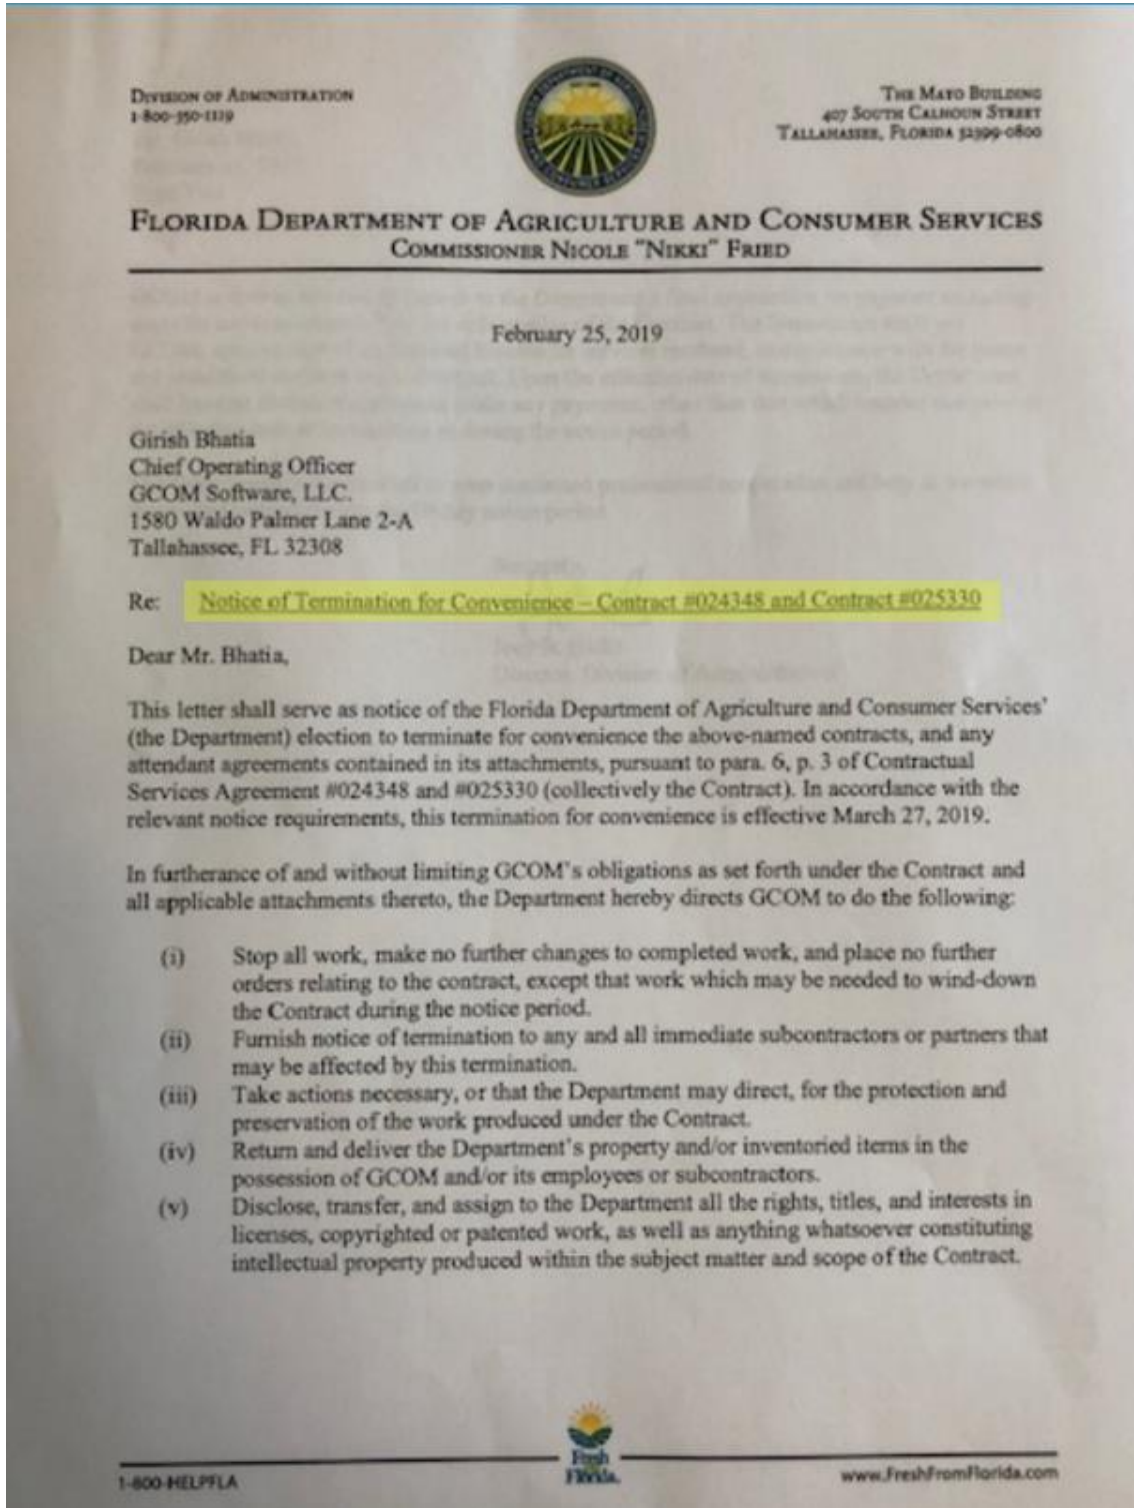 DIVISION OF ADMINISTRATION
1-800-350-1129
THE MAYO BUILDING
407 SOUTH CALHOUN STREET
TALLAHASSEE, FLORIDA 32399-0800
FLORIDA DEPARTMENT OF AGRICULTURE AND CONSUMER SERVICES
COMMISSIONER NICOLE "NIKKI" FRIED
February 25, 2019
Girish Bhatia
Chief Operating Officer
GCOM Software, LLC.
1580 Waldo Palmer Lane 2-A
Tallahassee, FL 32308
Re: Notice of Termination for Convenience – Contract #024348 and Contract #025330
Dear Mr. Bhatia,
This letter shall serve as notice of the Florida Department of Agriculture and Consumer Services'
(the Department) election to terminate for convenience the above-named contracts, and any
attendant agreements contained in its attachments, pursuant to para. 6, p. 3 of Contractual
Services Agreement #024348 and #025330 (collectively the Contract). In accordance with the
relevant notice requirements, this termination for convenience is effective March 27, 2019.
In furtherance of and without limiting GCOM's obligations as set forth under the Contract and
all applicable attachments thereto, the Department hereby directs GCOM to do the following:
(i) Stop all work, make no further changes to completed work, and place no further
orders relating to the contract, except that work which may be needed to wind-down
the Contract during the notice period.
(ii) Furnish notice of termination to any and all immediate subcontractors or partners that
may be affected by this termination.
(iii) Take actions necessary, or that the Department may direct, for the protection and
preservation of the work produced under the Contract.
(iv) Return and deliver the Department's property and/or inventoried items in the
possession of GCOM and/or its employees or subcontractors.
(v) Disclose, transfer, and assign to the Department all the rights, titles, and interests in
licenses, copyrighted or patented work, as well as anything whatsoever constituting
intellectual property produced within the subject matter and scope of the Contract.
Fresh
Florida.
1-800-HELPFLA
www.FreshFromFlorida.com